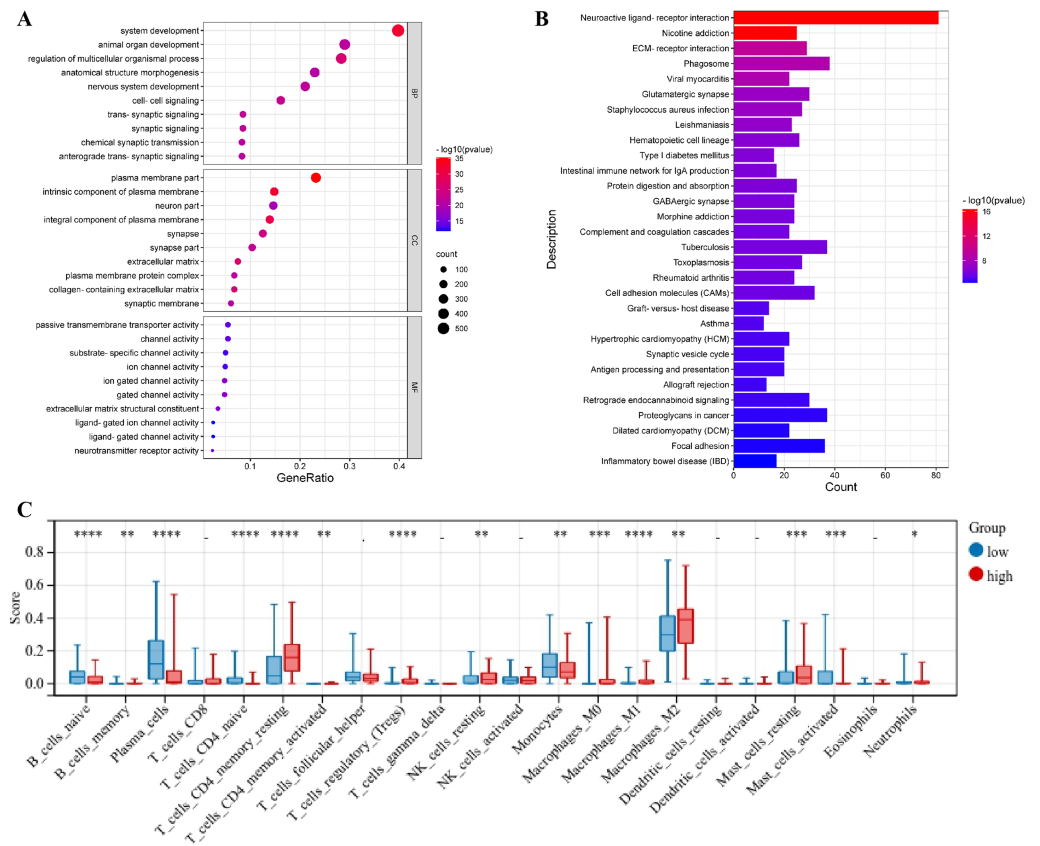 A
system development
animal organ development
regulation of multicellular organismal process
anatomical structure morphogenesis
nervous system development
cell- cell signaling
trans- synaptic signaling
synaptic signaling
chemical synaptic transmission
anterograde trans- synaptic signaling
BP
plasma membrane part
intrinsic component of plasma membrane
neuron part
integral component of plasma membrane
synapse
synapse part
extracellular matrix
plasma membrane protein complex
collagen- containing extracellular matrix
synaptic membrane
CC
passive transmembrane transporter activity
channel activity
substrate- specific channel activity
ion channel activity
ion gated channel activity
gated channel activity
extracellular matrix structural constituent
ligand- gated ion channel activity
ligand- gated channel activity
neurotransmitter receptor activity
MF
0.1 0.2 0.3 0.4
GeneRatio
- log10(pvalue)
35
30
25
20
15
count
100
200
300
400
500
B
Description
Neuroactive ligand- receptor interaction
Nicotine addiction
ECM- receptor interaction
Phagosome
Viral myocarditis
Glutamatergic synapse
Staphylococcus aureus infection
Leishmaniasis
Hematopoietic cell lineage
Type I diabetes mellitus
Intestinal immune network for IgA production
Protein digestion and absorption
GABAergic synapse
Morphine addiction
Complement and coagulation cascades
Tuberculosis
Toxoplasmosis
Rheumatoid arthritis
Cell adhesion molecules (CAMs)
Graft- versus- host disease
Asthma
Hypertrophic cardiomyopathy (HCM)
Synaptic vesicle cycle
Antigen processing and presentation
Allograft rejection
Retrograde endocannabinoid signaling
Proteoglycans in cancer
Dilated cardiomyopathy (DCM)
Focal adhesion
Inflammatory bowel disease (IBD)
0 20 40 60 80
Count
- log10(pvalue)
16
12
8
C
**** ** **** - **** **** ** . **** - ** - ** *** **** ** - - *** *** - *
Score
0.8
0.6
0.4
0.2
0.0
B_cells_naive
B_cells_memory
Plasma_cells
T_cells_CD8
T_cells_CD4_naive
T_cells_CD4_memory_resting
T_cells_CD4_memory_activated
T_cells_follicular_helper
T_cells_regulatory_(Tregs)
T_cells_gamma_delta
NK_cells_resting
NK_cells_activated
Monocytes
Macrophages_M0
Macrophages_M1
Macrophages_M2
Dendritic_cells_resting
Dendritic_cells_activated
Mast_cells_resting
Mast_cells_activated
Eosinophils
Neutrophils
Group
low
high